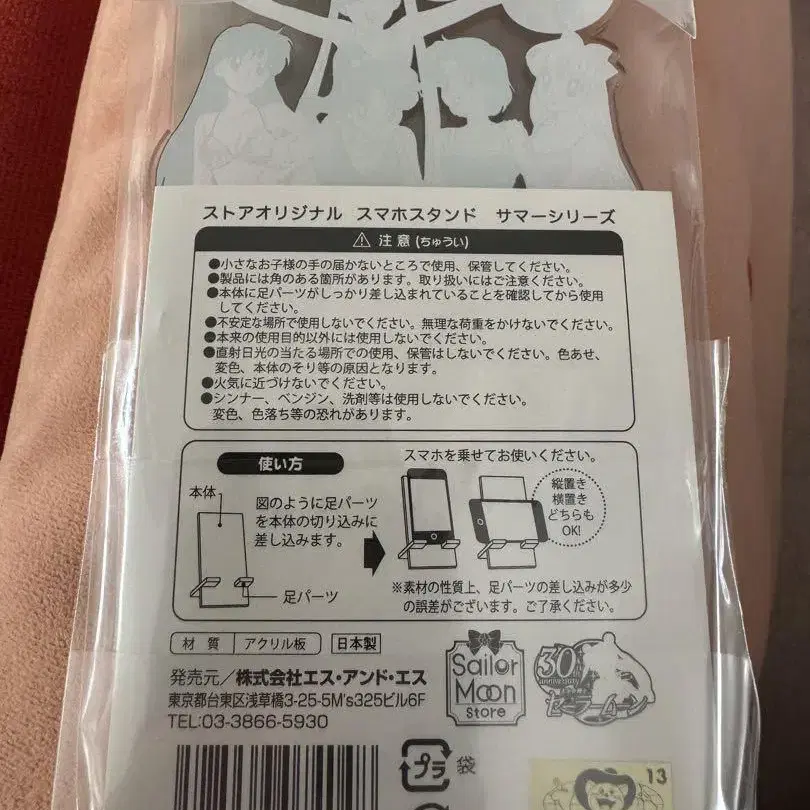 ストアオリジナル スマホスタンド サマーシリーズ
注意(ちゅうい)
●小さなお子様の手の届かないところで使用、保管してください。
●製品には角のある箇所があります。取り扱いにはご注意ください。
●本体に足パーツがしっかり差し込まれていることを確認してから使用
してください。
●不安定な場所で使用しないでください。無理な荷重をかけないでください。
●本来の使用目的以外には使用しないでください。
●直射日光の当たる場所での使用、保管はしないでください。色あせ、
変色、本体のそり等の原因となります。
●火気に近づけないでください。
●シンナー、ベンジン、洗剤等は使用しないでください。
変色、色落ち等の恐れがあります。
使い方
本体
図のように足パーツ
を本体の切り込みに
差し込みます。
足パーツ
スマホを乗せてお使いください。
縦置き
横置き
どちらも
OK!
※素材の性質上、足パーツの差し込みが多少
の誤差がございます。ご了承ください。
材質 アクリル板 日本製
発売元/株式会社エス・アンド・エス
東京都台東区浅草橋3-25-5M's325ビル6F
TEL:03-3866-5930
Sailor
Moon
Store
30th
anniversary
セーラームーン
プラ 袋
13